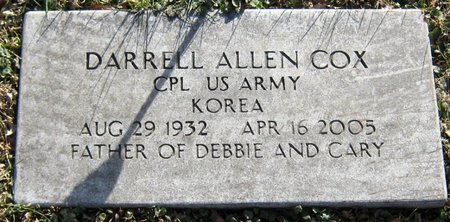 DARRELL ALLEN COX
CPL US ARMY
KOREA
AUG 29 1932 APR 16 2005
FATHER OF DEBBIE AND CARY